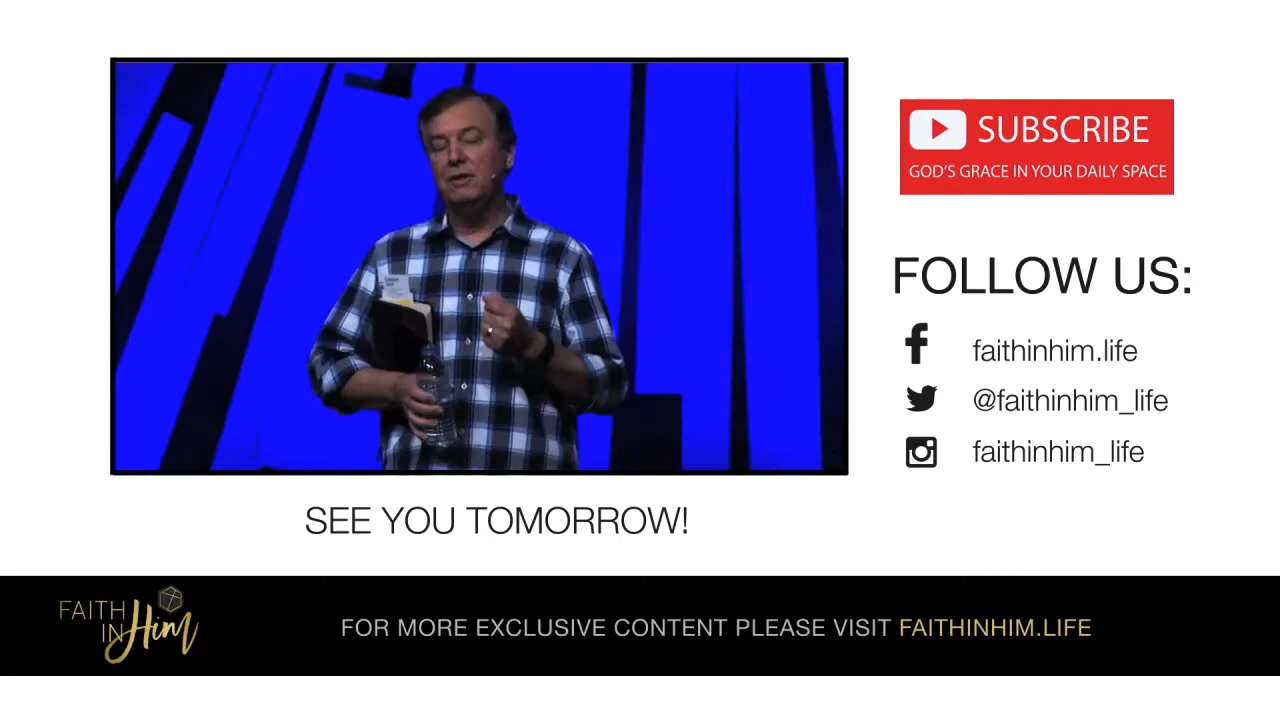 SUBSCRIBE
GOD'S GRACE IN YOUR DAILY SPACE
FOLLOW US:
faithinhim.life
@faithinhim_life
faithinhim_life
SEE YOU TOMORROW!
FAITH
IN Him
FOR MORE EXCLUSIVE CONTENT PLEASE VISIT FAITHINHIM.LIFE